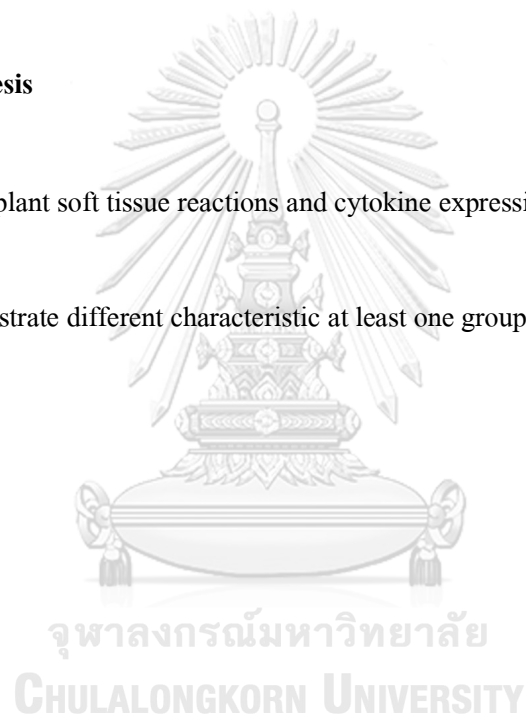 esis
plant soft tissue reactions and cytokine expressi
strate different characteristic at least one group
จุฬาลงกรณ์มหาวิทยาลัย
CHULALONGKORN UNIVERSITY